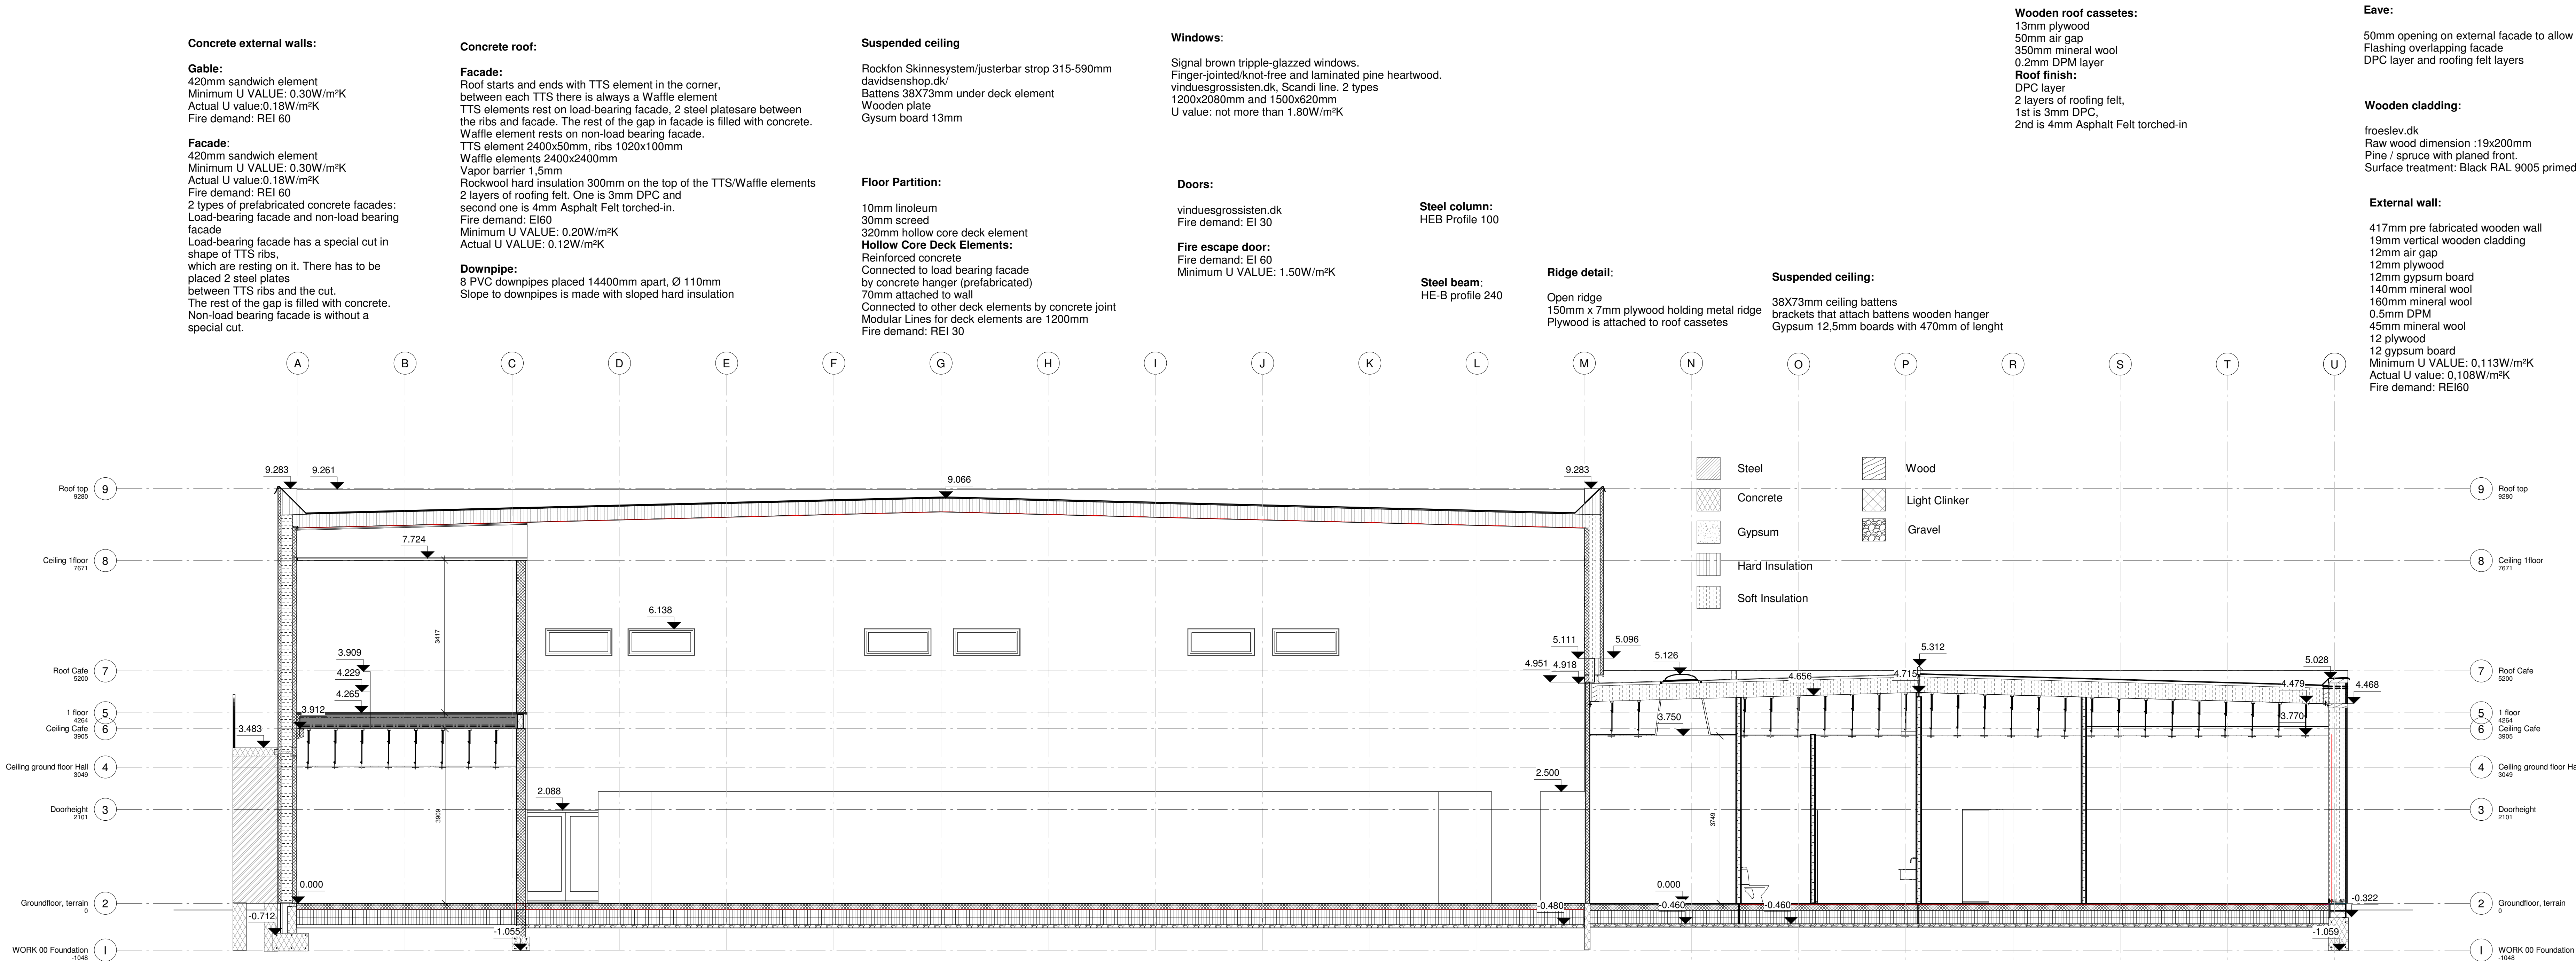 Concrete external walls:
Gable:
420mm sandwich element
Minimum U VALUE: 0.30W/m²K
Actual U value:0.18W/m²K
Fire demand: REI 60
Facade:
420mm sandwich element
Minimum U VALUE: 0.30W/m²K
Actual U value:0.18W/m²K
Fire demand: REI 60
2 types of prefabricated concrete facades:
Load-bearing facade and non-load bearing
facade
Load-bearing facade has a special cut in
shape of TTS ribs,
which are resting on it. There has to be
placed 2 steel plates
between TTS ribs and the cut.
The rest of the gap is filled with concrete.
Non-load bearing facade is without a
special cut.
Concrete roof:
Facade:
Roof starts and ends with TTS element in the corner,
between each TTS there is always a Waffle element
TTS elements rest on load-bearing facade, 2 steel platesare between
the ribs and facade. The rest of the gap in facade is filled with concrete.
Waffle element rests on non-load bearing facade.
TTS element 2400x50mm, ribs 1020x100mm
Waffle elements 2400x2400mm
Vapor barrier 1,5mm
Rockwool hard insulation 300mm on the top of the TTS/Waffle elements
2 layers of roofing felt. One is 3mm DPC and
second one is 4mm Asphalt Felt torched-in.
Fire demand: EI60
Minimum U VALUE: 0.20W/m²K
Actual U VALUE: 0.12W/m²K
Downpipe:
8 PVC downpipes placed 14400mm apart, Ø 110mm
Slope to downpipes is made with sloped hard insulation
Suspended ceiling
Rockfon Skinnesystem/justerbar strop 315-590mm
davidsenshop.dk/
Battens 38X73mm under deck element
Wooden plate
Gysum board 13mm
Floor Partition:
10mm linoleum
30mm screed
320mm hollow core deck element
Hollow Core Deck Elements:
Reinforced concrete
Connected to load bearing facade
by concrete hanger (prefabricated)
70mm attached to wall
Connected to other deck elements by concrete joint
Modular Lines for deck elements are 1200mm
Fire demand: REI 30
Windows:
Signal brown tripple-glazzed windows.
Finger-jointed/knot-free and laminated pine heartwood.
vinduesgrossisten.dk, Scandi line. 2 types
1200x2080mm and 1500x620mm
U value: not more than 1.80W/m²K
Doors:
vinduesgrossisten.dk
Fire demand: EI 30
Fire escape door:
Fire demand: EI 60
Minimum U VALUE: 1.50W/m²K
Steel column:
HEB Profile 100
Steel beam:
HE-B profile 240
Ridge detail:
Open ridge
150mm x 7mm plywood holding metal ridge
Plywood is attached to roof cassetes
Suspended ceiling:
38X73mm ceiling battens
brackets that attach battens wooden hanger
Gypsum 12,5mm boards with 470mm of lenght
Wooden roof cassetes:
13mm plywood
50mm air gap
350mm mineral wool
0.2mm DPM layer
Roof finish:
DPC layer
2 layers of roofing felt,
1st is 3mm DPC,
2nd is 4mm Asphalt Felt torched-in
Eave:
50mm opening on external facade to allow
Flashing overlapping facade
DPC layer and roofing felt layers
Wooden cladding:
froeslev.dk
Raw wood dimension :19x200mm
Pine / spruce with planed front.
Surface treatment: Black RAL 9005 primed
External wall:
417mm pre fabricated wooden wall
19mm vertical wooden cladding
12mm air gap
12mm plywood
12mm gypsum board
140mm mineral wool
160mm mineral wool
0.5mm DPM
45mm mineral wool
12 plywood
12 gypsum board
Minimum U VALUE: 0,113W/m²K
Actual U value: 0,108W/m²K
Fire demand: REI60
A B C D E F G H I J K L M N O P R S T U
Steel
Concrete
Gypsum
Hard Insulation
Soft Insulation
Wood
Light Clinker
Gravel
9.283 9.261 9.066 9.283
Roof top
9280
9
9
Roof top
9280
7.724
Ceiling 1floor
7671
8
8
Ceiling 1floor
7671
3417
6.138
3.909
4.229
4.265
5.111 5.096
4.951 4.918
5.126
5.312
5.028
4.656 4.715 4.479 4.468
Roof Cafe
5200
7
7
Roof Cafe
5200
3.912
3.483
3.750
3.770
1 floor
4264
5
5
1 floor
4264
Ceiling Cafe
3905
6
6
Ceiling Cafe
3905
Ceiling ground floor Hall
3049
4
4
Ceiling ground floor Ha
3049
2.500
2.088
Doorheight
2101
3
3
Doorheight
2101
3909
3749
0.000
0.000
Groundfloor, terrain
0
2
2
Groundfloor, terrain
0
-0.712
-0.480
-0.460
-0.460
-0.322
-1.055
-1.059
WORK 00 Foundation
-1048
I
I
WORK 00 Foundation
-1048